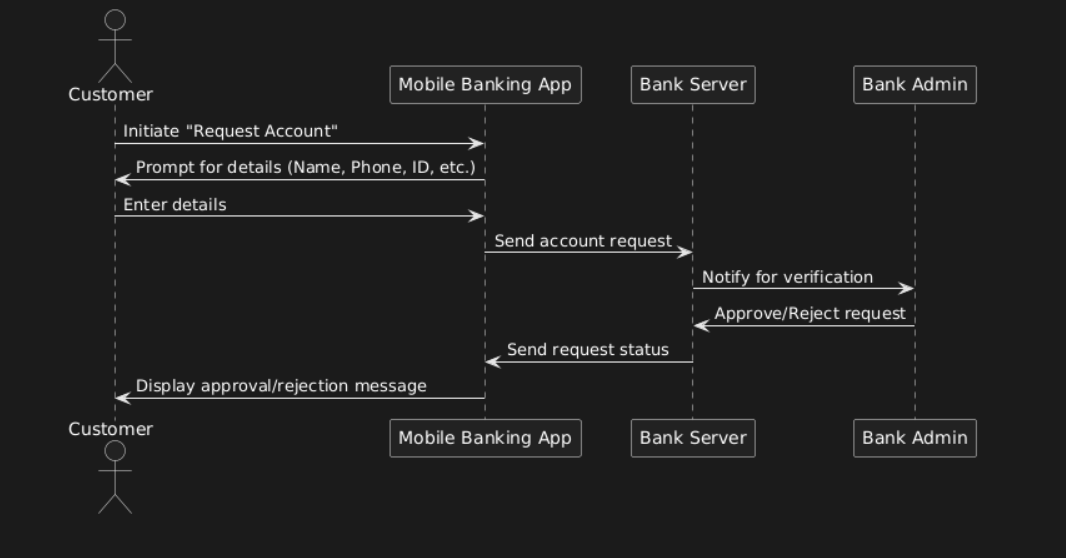 Customer
Mobile Banking App
Bank Server
Bank Admin
Initiate "Request Account"
Prompt for details (Name, Phone, ID, etc.)
Enter details
Send account request
Notify for verification
Approve/Reject request
Send request status
Display approval/rejection message
Customer
Mobile Banking App
Bank Server
Bank Admin